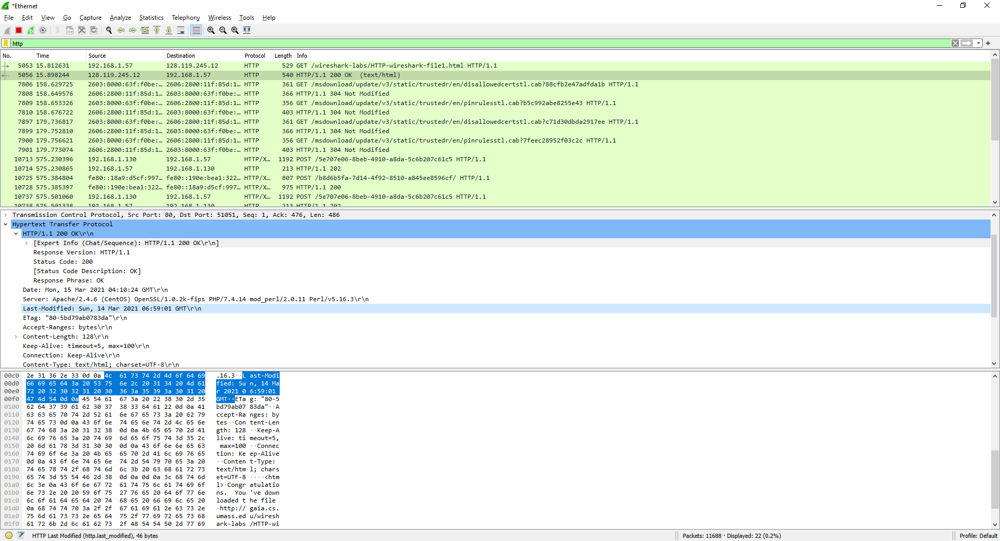 *Ethernet
File Edit View Go Capture Analyze Statistics Telephony Wireless Tools Help
http
No. Time Source Destination Protocol Length Info
5053 15.812631 192.168.1.57 128.119.245.12 HTTP 529 GET /wireshark-labs/HTTP-wireshark-file1.html HTTP/1.1
5056 15.898244 128.119.245.12 192.168.1.57 HTTP 540 HTTP/1.1 200 OK (text/html)
7806 158.629725 2603:8000:63f:f0be:… 2606:2800:11f:85d:1… HTTP 361 GET /msdownload/update/v3/static/trustedr/en/disallowedcertstl.cab?88cfb2e47adfda1b HTTP/1.1
7808 158.649576 2606:2800:11f:85d:1… 2603:8000:63f:f0be:… HTTP 366 HTTP/1.1 304 Not Modified
7809 158.653326 2603:8000:63f:f0be:… 2606:2800:11f:85d:1… HTTP 356 GET /msdownload/update/v3/static/trustedr/en/pinrulesstl.cab?b5c992abe8255e43 HTTP/1.1
7810 158.676722 2606:2800:11f:85d:1… 2603:8000:63f:f0be:… HTTP 403 HTTP/1.1 304 Not Modified
7897 179.736817 2603:8000:63f:f0be:… 2606:2800:11f:85d:1… HTTP 361 GET /msdownload/update/v3/static/trustedr/en/disallowedcertstl.cab?c71d30dbda2917ee HTTP/1.1
7899 179.752810 2606:2800:11f:85d:1… 2603:8000:63f:f0be:… HTTP 366 HTTP/1.1 304 Not Modified
7900 179.756621 2603:8000:63f:f0be:… 2606:2800:11f:85d:1… HTTP 356 GET /msdownload/update/v3/static/trustedr/en/pinrulesstl.cab?7feec28952f03c2c HTTP/1.1
7901 179.773074 2606:2800:11f:85d:1… 2603:8000:63f:f0be:… HTTP 403 HTTP/1.1 304 Not Modified
10713 575.230396 192.168.1.130 192.168.1.57 HTTP/X… 1192 POST /5e707e06-8beb-4910-a8da-5c6b207c61c5 HTTP/1.1
10714 575.230865 192.168.1.57 192.168.1.130 HTTP 213 HTTP/1.1 202
10725 575.384804 fe80::18a9:d5cf:997… fe80::190e:bea1:322… HTTP/X… 807 POST /b8d6b5fa-7d14-4f92-8510-a845ee8596cf/ HTTP/1.1
10728 575.385397 fe80::190e:bea1:322… fe80::18a9:d5cf:997… HTTP/X… 975 HTTP/1.1 200
10737 575.501060 192.168.1.130 192.168.1.57 HTTP/X… 1192 POST /5e707e06-8beb-4910-a8da-5c6b207c61c5 HTTP/1.1
10738 575.501338 192.168.1.57 192.168.1.130 HTTP 213 HTTP/1.1 202
Transmission Control Protocol, Src Port: 80, Dst Port: 51051, Seq: 1, Ack: 476, Len: 486
Hypertext Transfer Protocol
HTTP/1.1 200 OK\r\n
[Expert Info (Chat/Sequence): HTTP/1.1 200 OK\r\n]
Response Version: HTTP/1.1
Status Code: 200
[Status Code Description: OK]
Response Phrase: OK
Date: Mon, 15 Mar 2021 04:10:24 GMT\r\n
Server: Apache/2.4.6 (CentOS) OpenSSL/1.0.2k-fips PHP/7.4.14 mod_perl/2.0.11 Perl/v5.16.3\r\n
Last-Modified: Sun, 14 Mar 2021 06:59:01 GMT\r\n
ETag: "80-5bd79ab0783da"\r\n
Accept-Ranges: bytes\r\n
Content-Length: 128\r\n
Keep-Alive: timeout=5, max=100\r\n
Connection: Keep-Alive\r\n
Content-Type: text/html; charset=UTF-8\r\n
00c0 2e 31 36 2e 33 0d 0a 4c 61 73 74 2d 4d 6f 64 69 .16.3··L ast-Modi
00d0 66 69 65 64 3a 20 53 75 6e 2c 20 31 34 20 4d 61 fied: Su n, 14 Ma
00e0 72 20 32 30 32 31 20 30 36 3a 35 39 3a 30 31 20 r 2021 0 6:59:01
00f0 47 4d 54 0d 0a 45 54 61 67 3a 20 22 38 30 2d 35 GMT··ETa g: "80-5
0100 62 64 37 39 61 62 30 37 38 33 64 61 22 0d 0a 41 bd79ab07 83da"··A
0110 63 63 65 70 74 2d 52 61 6e 67 65 73 3a 20 62 79 ccept-Ra nges: by
0120 74 65 73 0d 0a 43 6f 6e 74 65 6e 74 2d 4c 65 6e tes··Con tent-Len
0130 67 74 68 3a 20 31 32 38 0d 0a 4b 65 65 70 2d 41 gth: 128 ··Keep-A
0140 6c 69 76 65 3a 20 74 69 6d 65 6f 75 74 3d 35 2c live: ti meout=5,
0150 20 6d 61 78 3d 31 30 30 0d 0a 43 6f 6e 6e 65 63 max=100 ··Connec
0160 74 69 6f 6e 3a 20 4b 65 65 70 2d 41 6c 69 76 65 tion: Ke ep-Alive
0170 0d 0a 43 6f 6e 74 65 6e 74 2d 54 79 70 65 3a 20 ··Conten t-Type:
0180 74 65 78 74 2f 68 74 6d 6c 3b 20 63 68 61 72 73 text/htm l; chars
0190 65 74 3d 55 54 46 2d 38 0d 0a 0d 0a 3c 68 74 6d et=UTF-8 ····<htm
01a0 6c 3e 0a 43 6f 6e 67 72 61 74 75 6c 61 74 69 6f l>·Congr atulatio
01b0 6e 73 2e 20 20 59 6f 75 27 76 65 20 64 6f 77 6e ns.  You 've down
01c0 6c 6f 61 64 65 64 20 74 68 65 20 66 69 6c 65 20 loaded t he file
01d0 0a 68 74 74 70 3a 2f 2f 67 61 69 61 2e 63 73 2e ·http:// gaia.cs.
01e0 75 6d 61 73 73 2e 65 64 75 2f 77 69 72 65 73 68 umass.ed u/wiresh
01f0 61 72 6b 2d 6c 61 62 73 2f 48 54 54 50 2d 77 69 ark-labs /HTTP-wi
HTTP Last Modified (http.last_modified), 46 bytes Packets: 11688 · Displayed: 22 (0.2%) Profile: Default